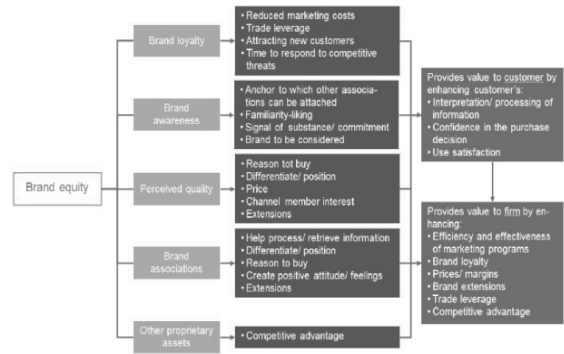 Brand equity
Brand loyalty
• Reduced marketing costs
• Trade leverage
• Attracting new customers
• Time to respond to competitive
threats
Brand
awareness
• Anchor to which other associa-
tions can be attached
• Familiarity-liking
• Signal of substance/ commitment
• Brand to be considered
Perceived quality
• Reason tot buy
• Differentiate/ position
• Price
• Channel member interest
• Extensions
Brand
associations
• Help process/ retrieve information
• Differentiate/ position
• Reason to buy
• Create positive attitude/ feelings
• Extensions
Other proprietary
assets
• Competitive advantage
Provides value to customer by
enhancing customer's:
• Interpretation/ processing of
information
• Confidence in the purchase
decision
• Use satisfaction
Provides value to firm by en-
hancing:
• Efficiency and effectiveness
of marketing programs
• Brand loyalty
• Prices/ margins
• Brand extensions
• Trade leverage
• Competitive advantage